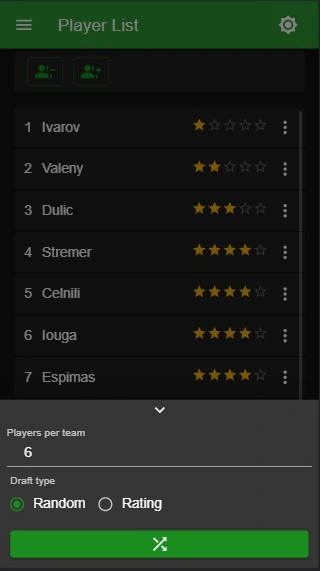 Player List
1 Ivarov
2 Valeny
3 Dulic
4 Stremer
5 Celnili
6 Iouga
7 Espimas
Players per team
6
Draft type
Random Rating